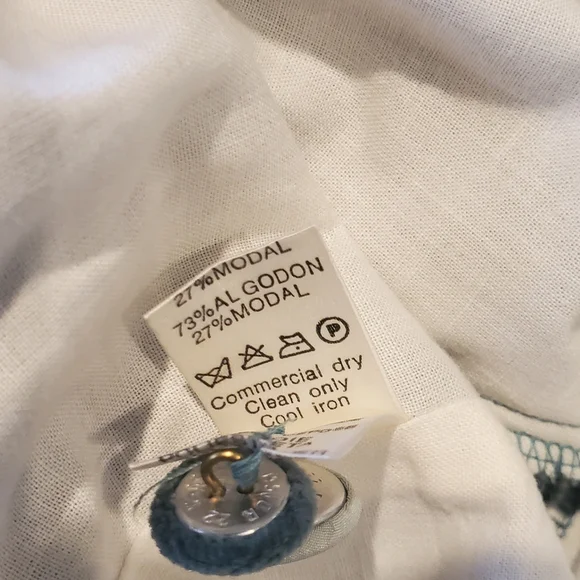 27%MODAL
73%ALGODON
27%MODAL
P
Commercial dry
Clean only
Cool iron